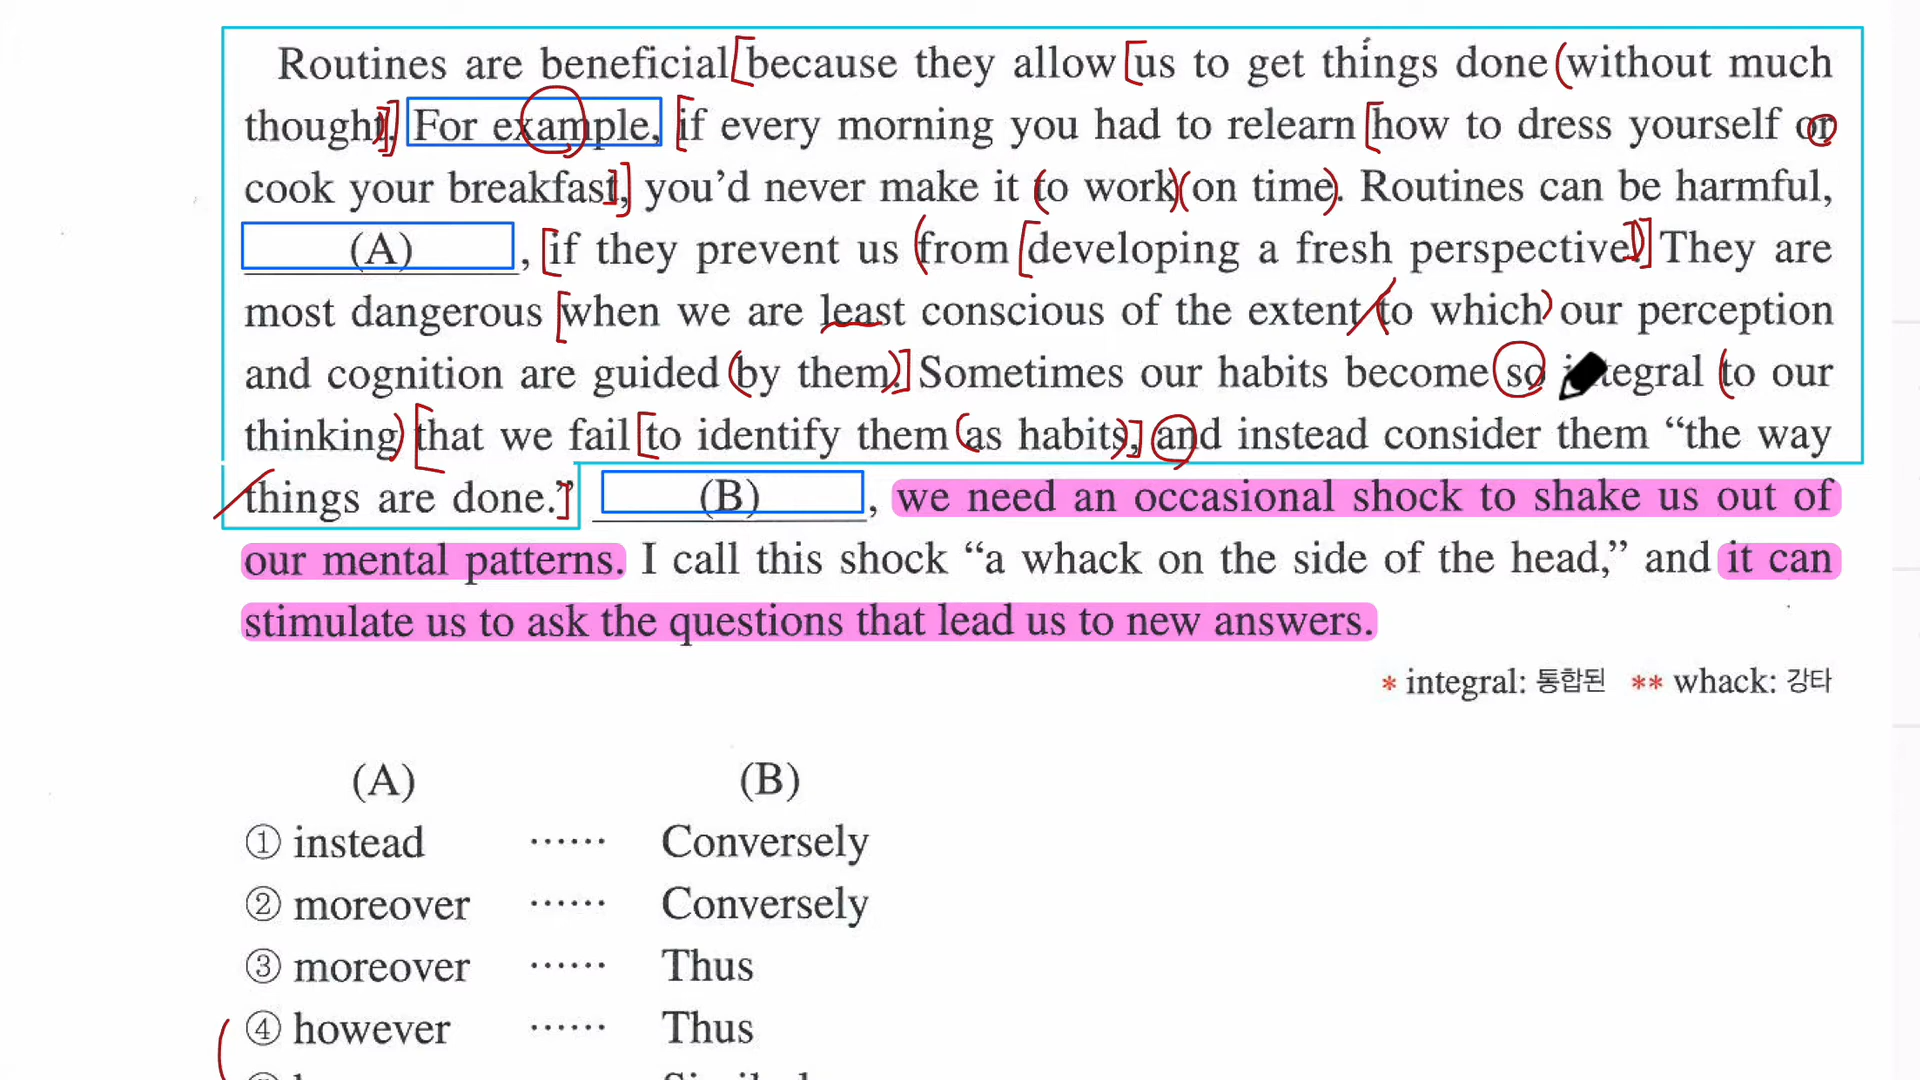 Routines are beneficial because they allow us to get things done without much
thought. For example, if every morning you had to relearn how to dress yourself or
cook your breakfast, you’d never make it to work on time. Routines can be harmful,
(A) , if they prevent us from developing a fresh perspective. They are
most dangerous when we are least conscious of the extent to which our perception
and cognition are guided by them. Sometimes our habits become so integral to our
thinking that we fail to identify them as habits, and instead consider them “the way
things are done.” (B) , we need an occasional shock to shake us out of
our mental patterns. I call this shock “a whack on the side of the head,” and it can
stimulate us to ask the questions that lead us to new answers.
* integral: 통합된 ** whack: 강타
(A) (B)
① instead ...... Conversely
② moreover ...... Conversely
③ moreover ...... Thus
④ however ...... Thus